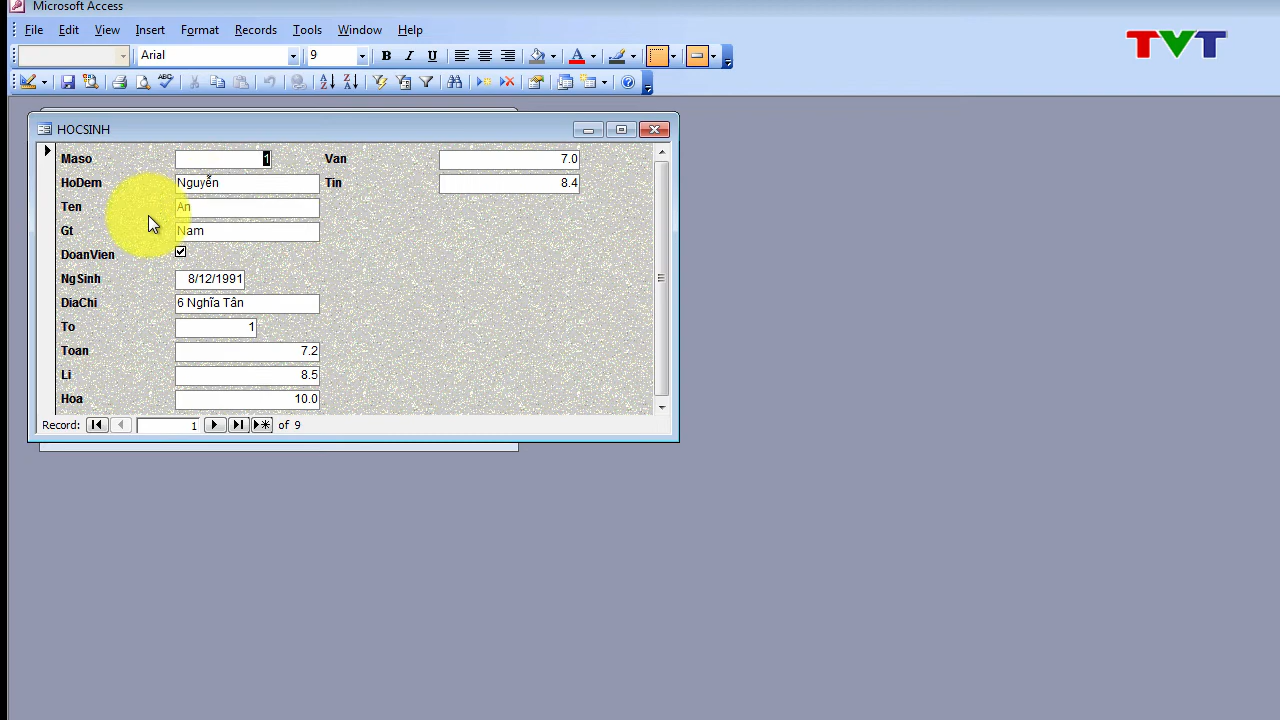 Microsoft Access
File Edit View Insert Format Records Tools Window Help
Arial 9 B I U A
HOCSINH
Maso 1 Van 7.0
HoDem Nguyễn Tin 8.4
Ten An
Gt Nam
DoanVien
NgSinh 8/12/1991
DiaChi 6 Nghĩa Tân
To 1
Toan 7.2
Li 8.5
Hoa 10.0
Record: 1 of 9
TVT